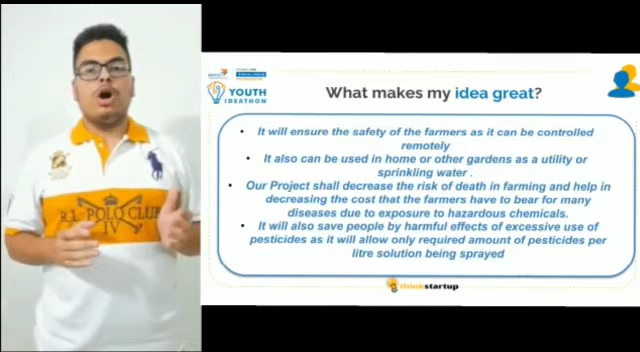 YOUTH
IDEATHON
What makes my idea great?
• It will ensure the safety of the farmers as it can be controlled
remotely
• It also can be used in home or other gardens as a utility or
sprinkling water .
• Our Project shall decrease the risk of death in farming and help in
decreasing the cost that the farmers have to bear for many
diseases due to exposure to hazardous chemicals.
• It will also save people by harmful effects of excessive use of
pesticides as it will allow only required amount of pesticides per
litre solution being sprayed
thinkstartup
R.L POLO CLUB
IV